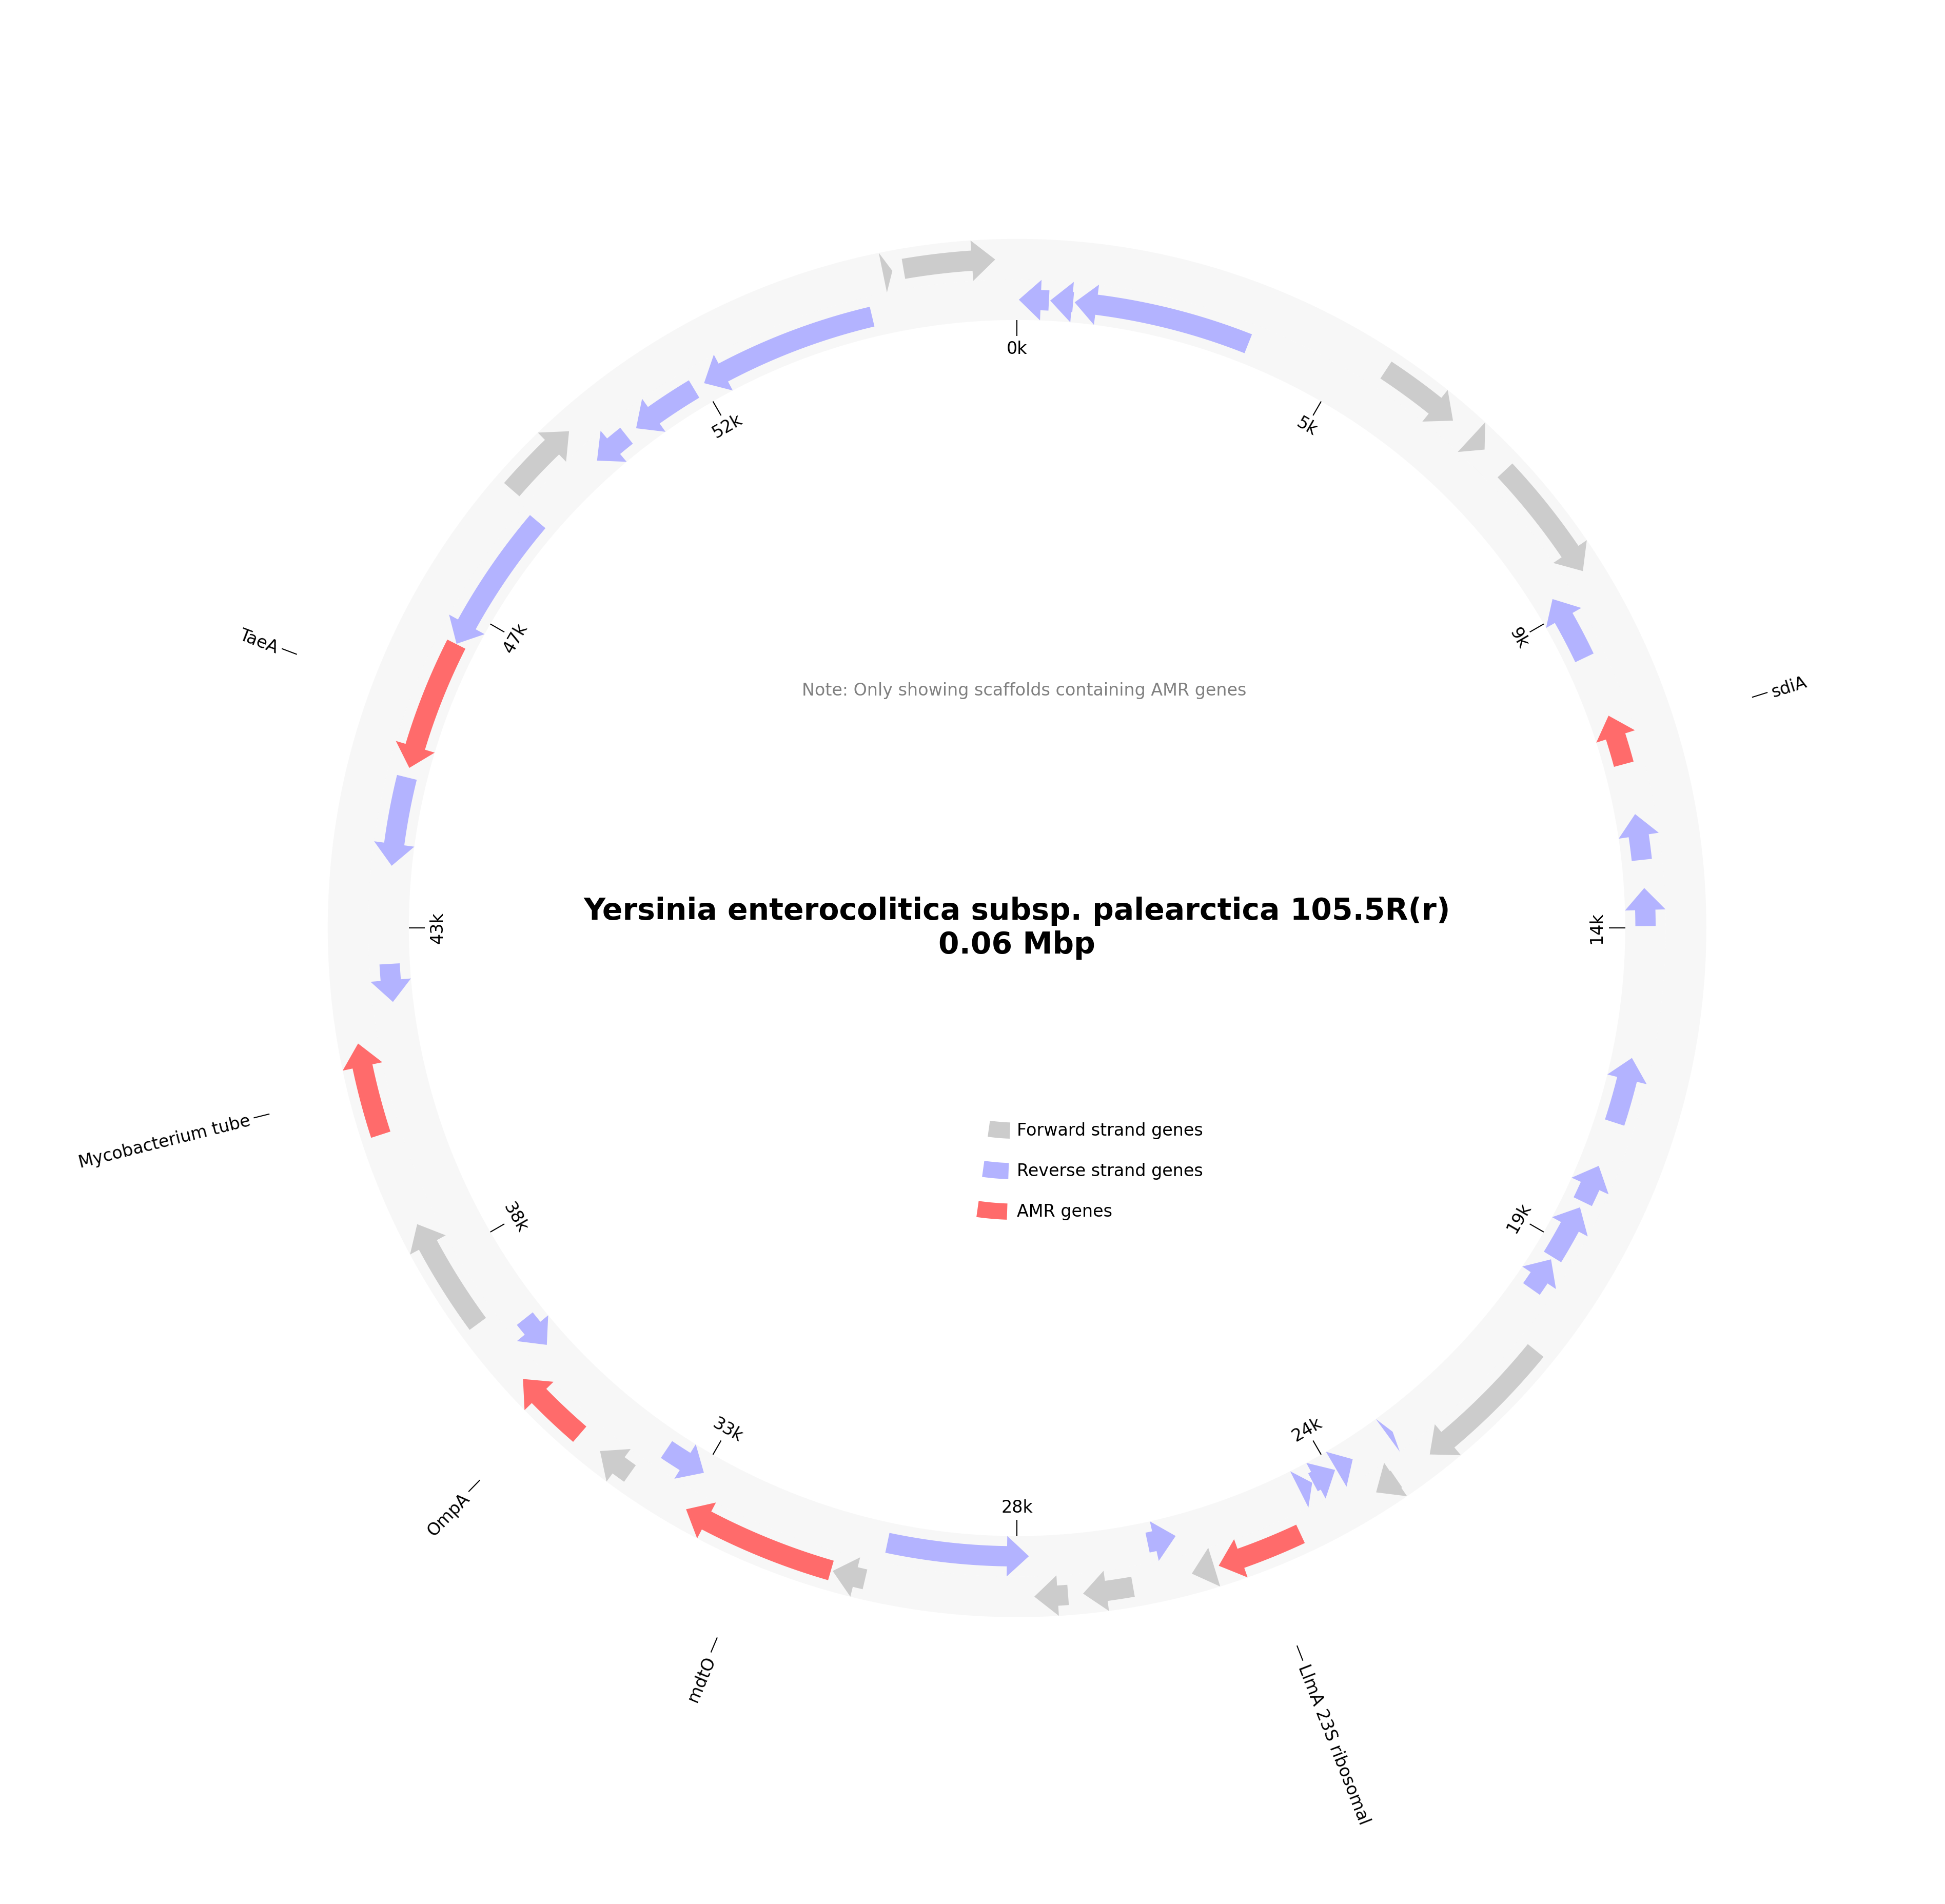 0k
5k
9k
sdiA
14k
19k
24k
LlmA 23S ribosomal
28k
mdtO
33k
OmpA
38k
Mycobacterium tube
43k
TaeA
47k
52k
Note: Only showing scaffolds containing AMR genes
Yersinia enterocolitica subsp. palearctica 105.5R(r)
0.06 Mbp
Forward strand genes
Reverse strand genes
AMR genes